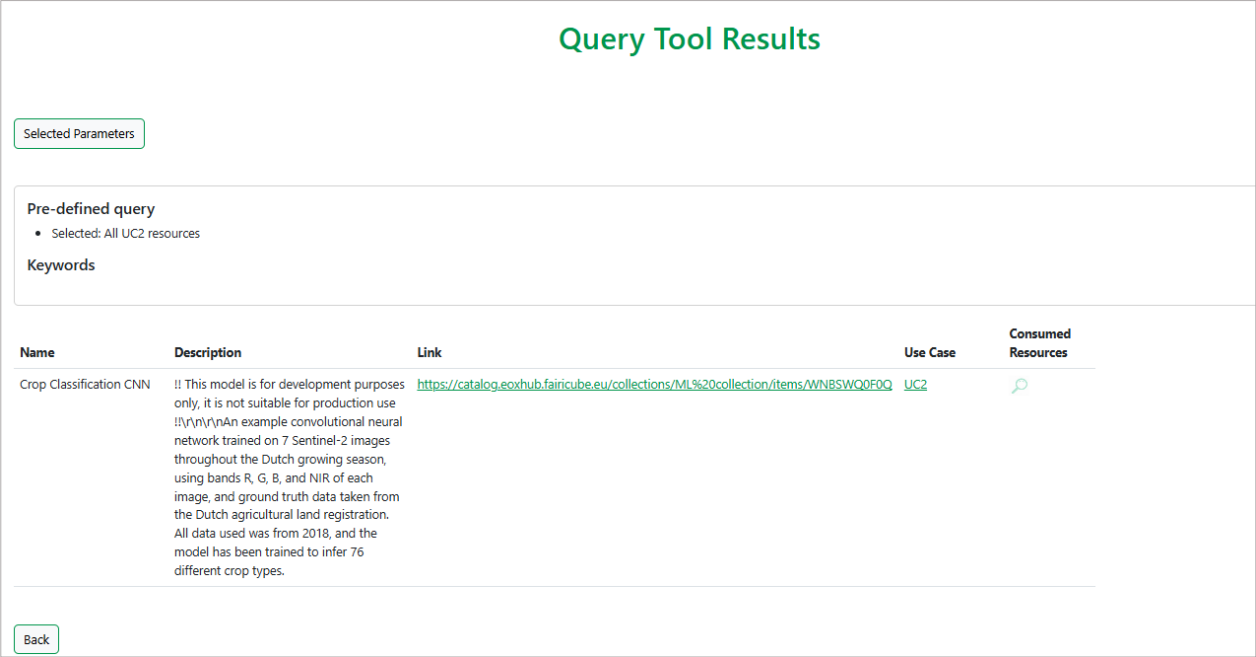 Query Tool Results
Selected Parameters
Pre-defined query
• Selected: All UC2 resources
Keywords
Consumed
Name Description Link Use Case Resources
Crop Classification CNN !! This model is for development purposes https://catalog.eoxhub.fairicube.eu/collections/ML%20collection/items/WNBSWQ0F0Q UC2
only, it is not suitable for production use
!!\r\n\r\nAn example convolutional neural
network trained on 7 Sentinel-2 images
throughout the Dutch growing season,
using bands R, G, B, and NIR of each
image, and ground truth data taken from
the Dutch agricultural land registration.
All data used was from 2018, and the
model has been trained to infer 76
different crop types.
Back